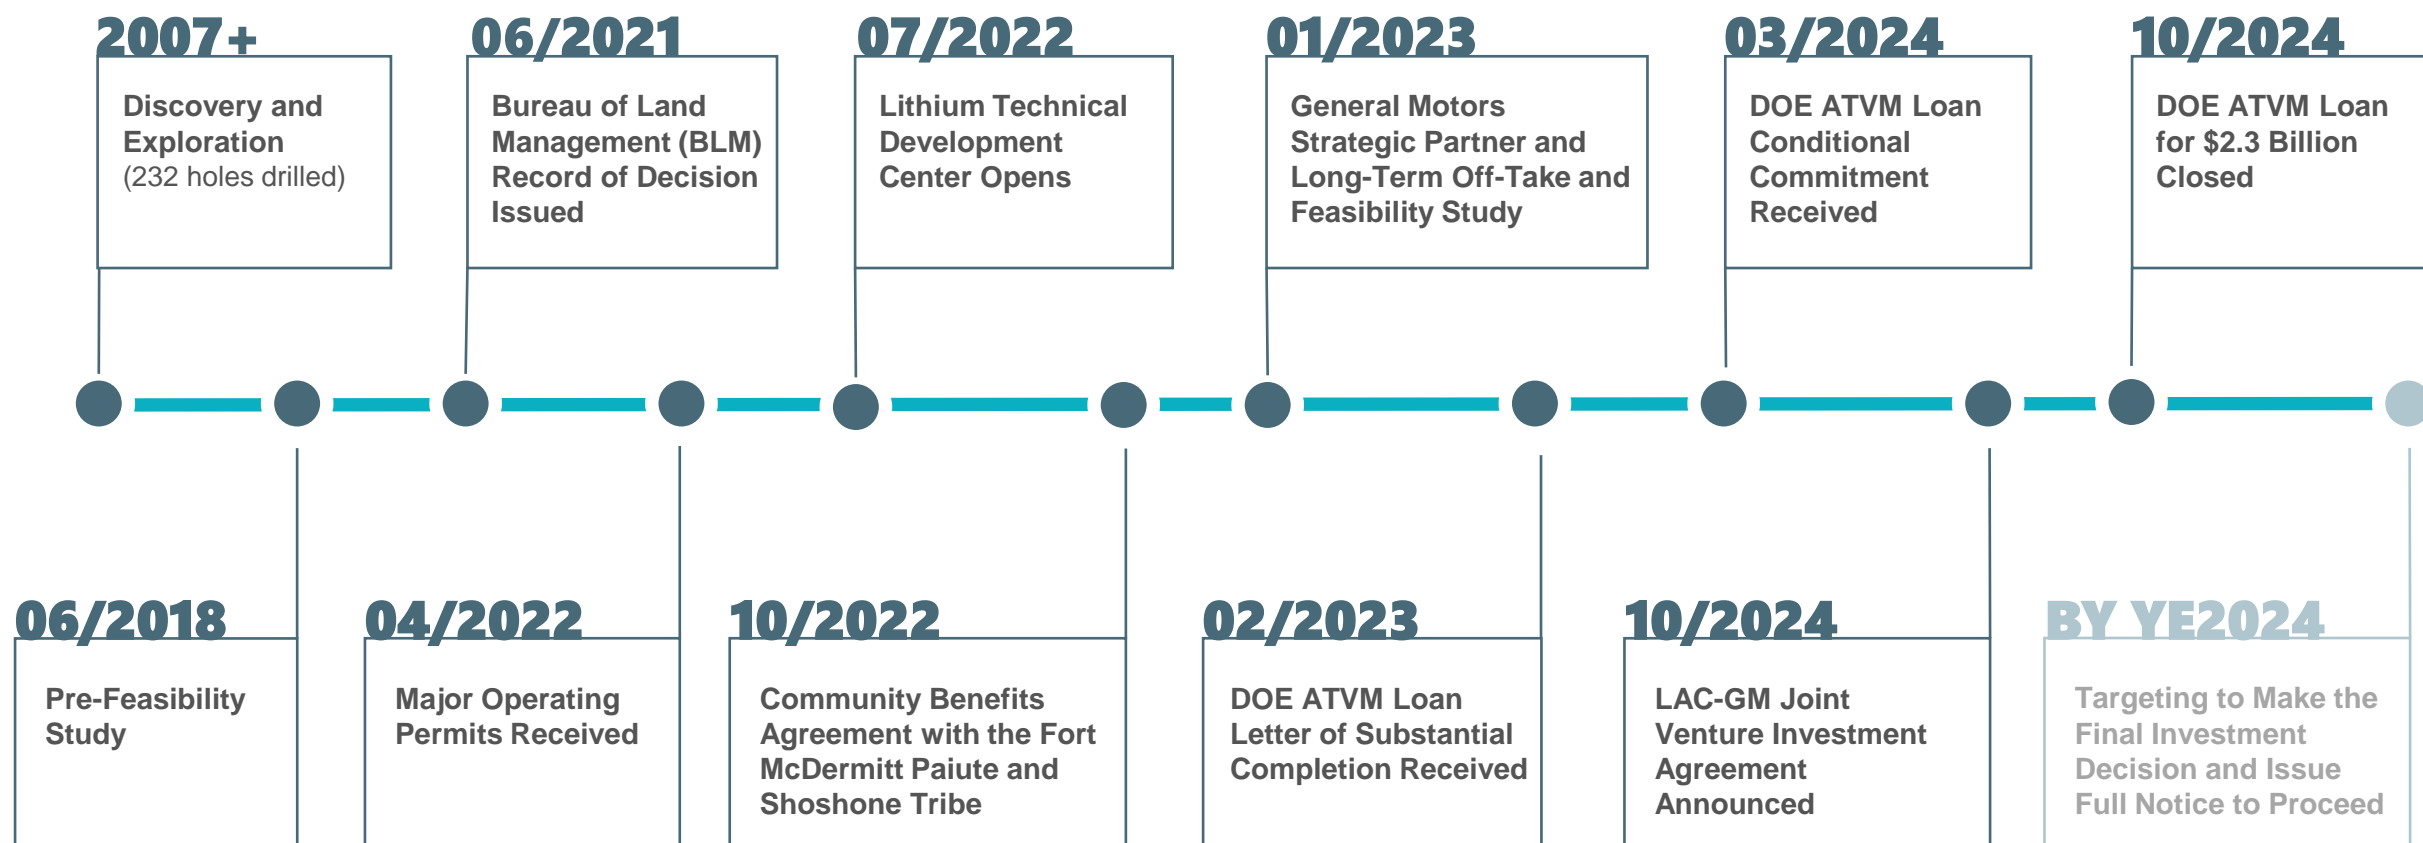 2007+
Discovery and
Exploration
(232 holes drilled)
06/2021
Bureau of Land
Management (BLM)
Record of Decision
Issued
07/2022
Lithium Technical
Development
Center Opens
01/2023
General Motors
Strategic Partner and
Long-Term Off-Take and
Feasibility Study
03/2024
DOE ATVM Loan
Conditional
Commitment
Received
10/2024
DOE ATVM Loan
for $2.3 Billion
Closed
06/2018
Pre-Feasibility
Study
04/2022
Major Operating
Permits Received
10/2022
Community Benefits
Agreement with the Fort
McDermitt Paiute and
Shoshone Tribe
02/2023
DOE ATVM Loan
Letter of Substantial
Completion Received
10/2024
LAC-GM Joint
Venture Investment
Agreement
Announced
BY YE2024
Targeting to Make the
Final Investment
Decision and Issue
Full Notice to Proceed